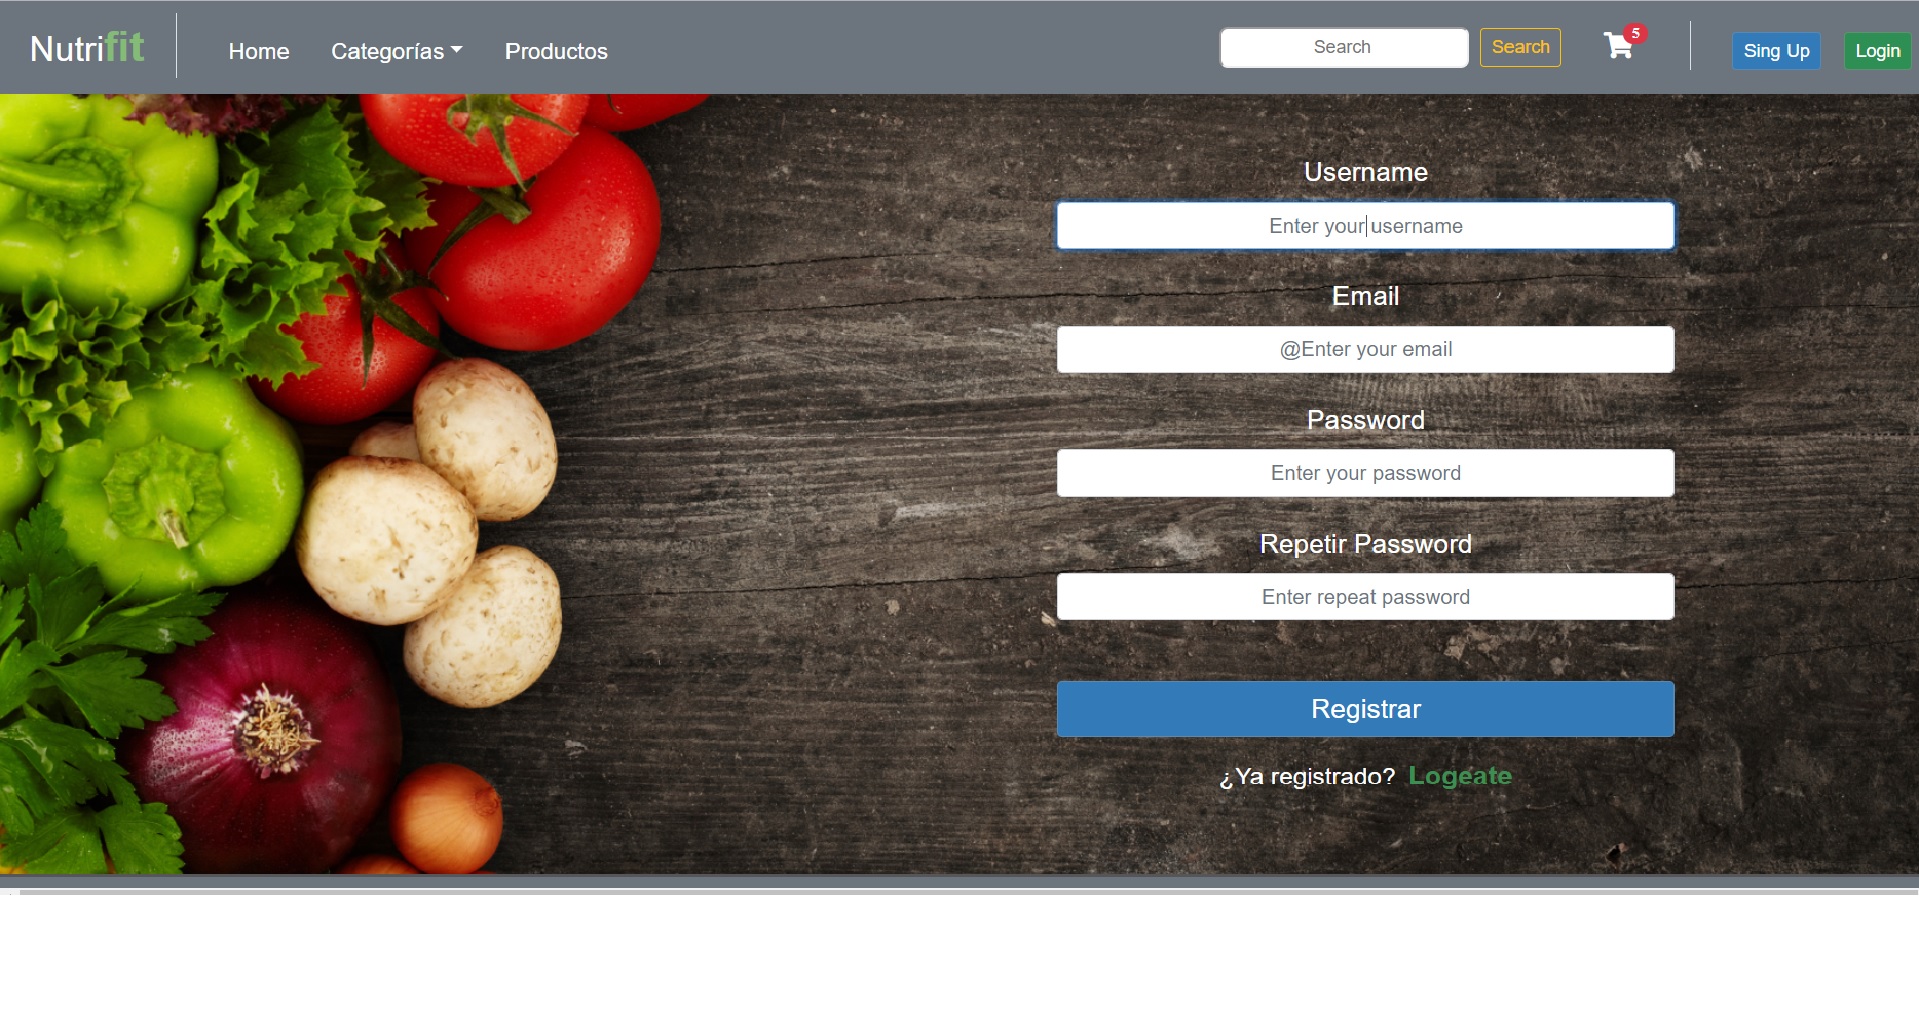 Nutrifit Home Categorías Productos Search Search 5 Sing Up Login
Username
Enter your username
Email
@Enter your email
Password
Enter your password
Repetir Password
Enter repeat password
Registrar
¿Ya registrado? Logeate